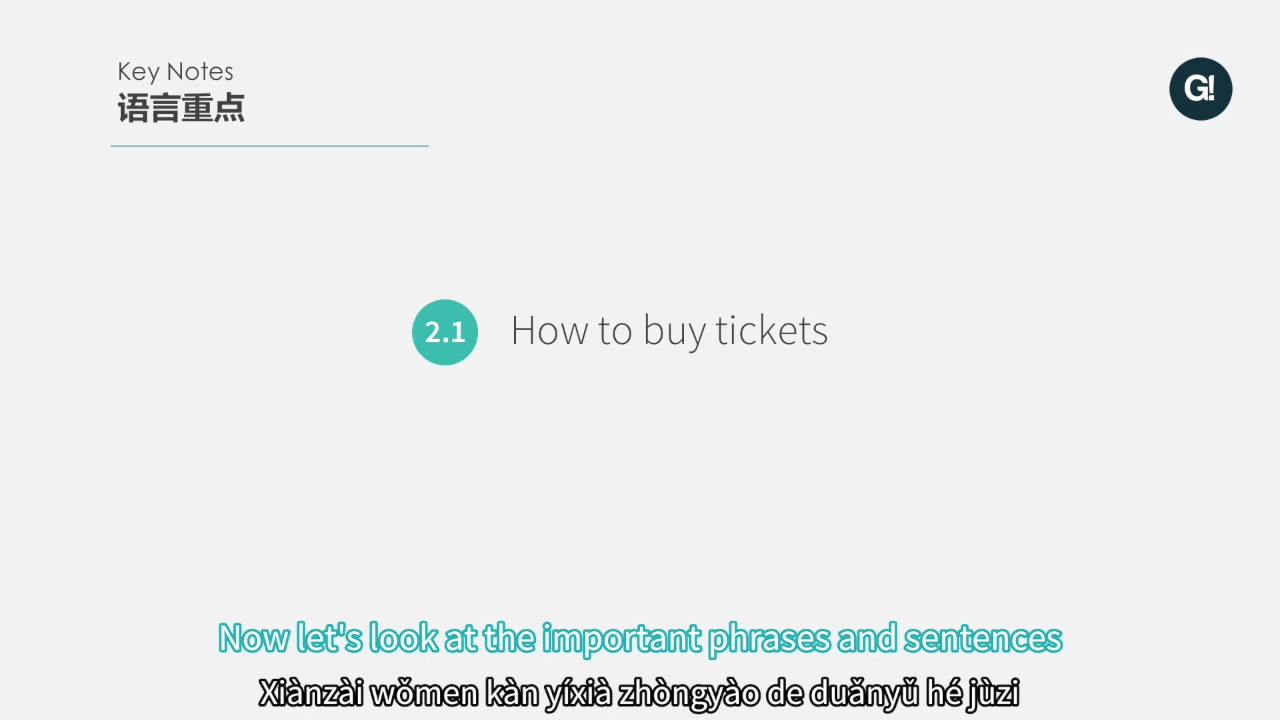 Key Notes
语言重点
G!
2.1 How to buy tickets
Now let's look at the important phrases and sentences
Xiànzài wǒmen kàn yíxià zhòngyào de duǎnyǔ hé jùzi